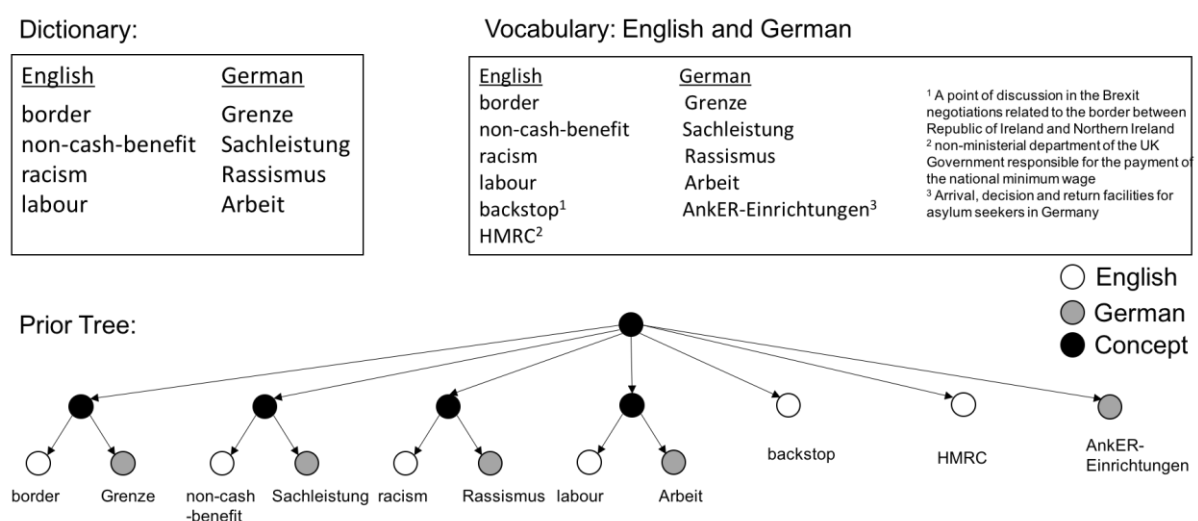 Dictionary:
English German
border Grenze
non-cash-benefit Sachleistung
racism Rassismus
labour Arbeit
Vocabulary: English and German
English German
border Grenze
non-cash-benefit Sachleistung
racism Rassismus
labour Arbeit
backstop¹ AnkER-Einrichtungen³
HMRC²
¹ A point of discussion in the Brexit
negotiations related to the border between
Republic of Ireland and Northern Ireland
² non-ministerial department of the UK
Government responsible for the payment of
the national minimum wage
³ Arrival, decision and return facilities for
asylum seekers in Germany
English
German
Concept
Prior Tree:
border Grenze non-cash
-benefit Sachleistung racism Rassismus labour Arbeit
backstop
HMRC
AnkER-
Einrichtungen